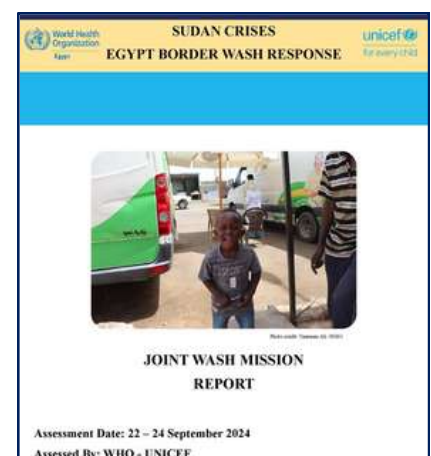 World Health
Organization
Egypt
SUDAN CRISES
EGYPT BORDER WASH RESPONSE
unicef
for every child
JOINT WASH MISSION
REPORT
Assessment Date: 22 – 24 September 2024
Assessed By: WHO - UNICEF